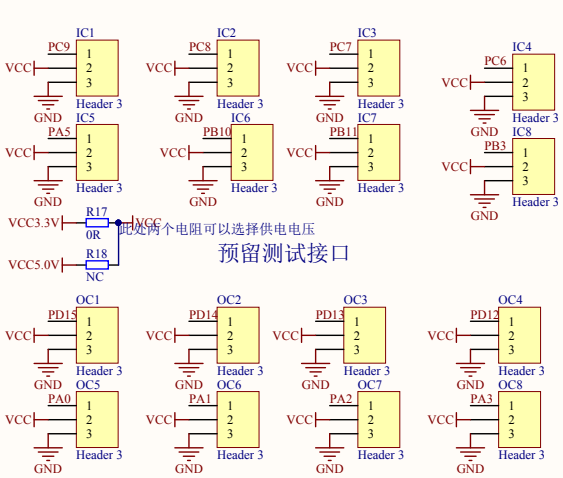 IC1 IC2 IC3
PC9 1 PC8 1 PC7 1 IC4
VCC 2 VCC 2 VCC 2 PC6 1
3 3 3 VCC 2
GND Header 3 GND Header 3 GND Header 3 3
GND Header 3
IC5 IC6 IC7
PA5 1 PB10 1 PB11 1 IC8
VCC 2 VCC 2 VCC 2 PB3 1
3 3 3 VCC 2
GND Header 3 GND Header 3 GND Header 3 3
GND Header 3
R17
VCC3.3V VCC
0R 此处两个电阻可以选择供电电压
R18 预留测试接口
VCC5.0V
NC
OC1 OC2 OC3 OC4
PD15 1 PD14 1 PD13 1 PD12 1
VCC 2 VCC 2 VCC 2 VCC 2
3 3 3 3
GND Header 3 GND Header 3 GND Header 3 GND Header 3
OC5 OC6 OC7 OC8
PA0 1 PA1 1 PA2 1 PA3 1
VCC 2 VCC 2 VCC 2 VCC 2
3 3 3 3
GND Header 3 GND Header 3 GND Header 3 GND Header 3